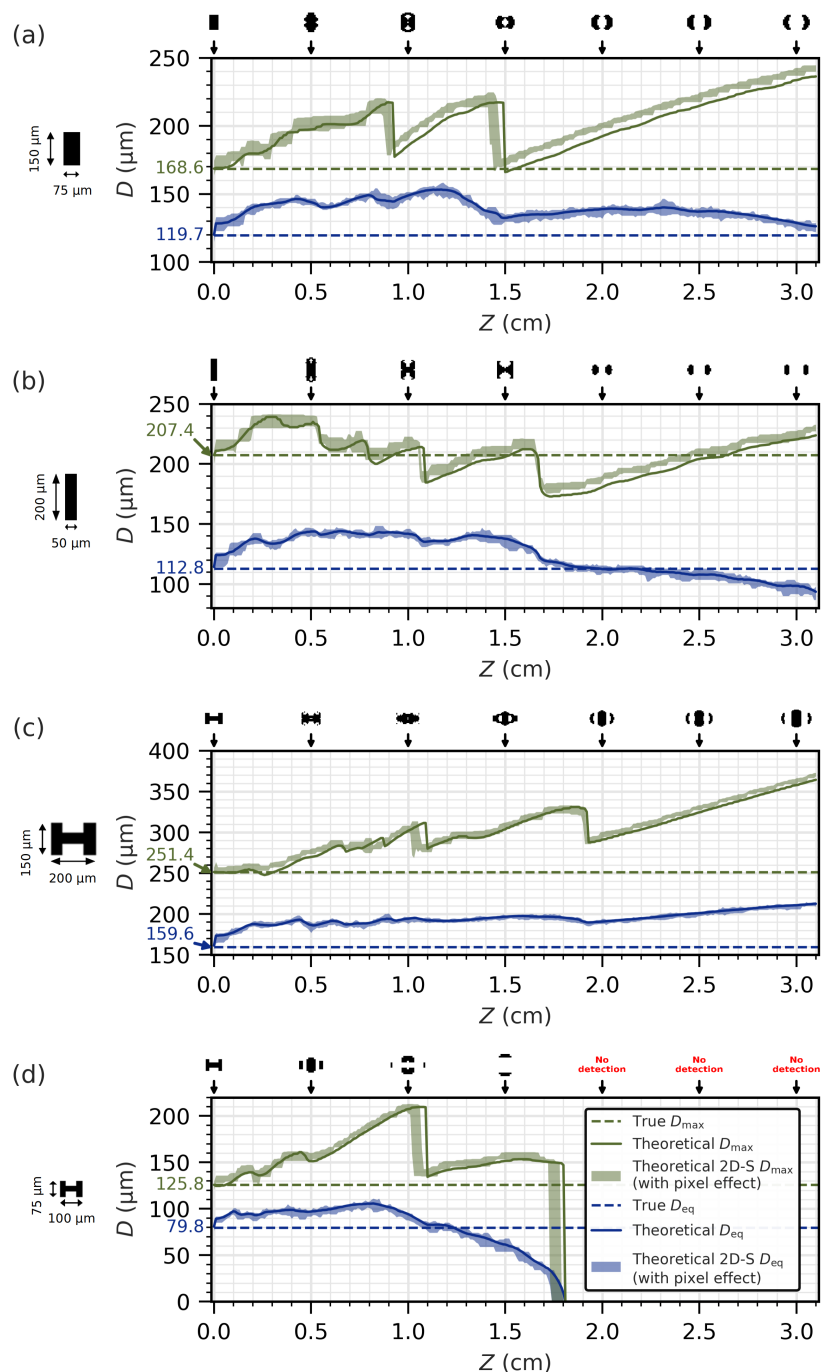 (a)
250
200
168.6
150
119.7
100
D (μm)
150 μm
75 μm
0.0 0.5 1.0 1.5 2.0 2.5 3.0
Z (cm)
(b)
250
207.4
200
150
112.8
100
D (μm)
200 μm
50 μm
0.0 0.5 1.0 1.5 2.0 2.5 3.0
Z (cm)
(c)
400
350
300
251.4
250
200
159.6
150
D (μm)
150 μm
200 μm
0.0 0.5 1.0 1.5 2.0 2.5 3.0
Z (cm)
(d)
No detection
No detection
No detection
200
150
125.8
100
79.8
50
0
D (μm)
75 μm
100 μm
True Dmax
Theoretical Dmax
Theoretical 2D-S Dmax
(with pixel effect)
True Deq
Theoretical Deq
Theoretical 2D-S Deq
(with pixel effect)
0.0 0.5 1.0 1.5 2.0 2.5 3.0
Z (cm)